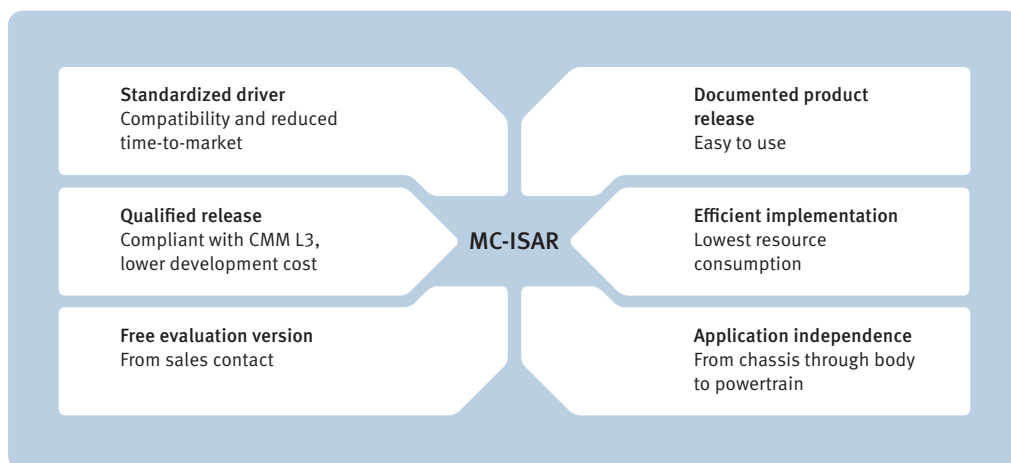 Standardized driver
Compatibility and reduced
time-to-market
Documented product
release
Easy to use
Qualified release
Compliant with CMM L3,
lower development cost
MC-ISAR
Efficient implementation
Lowest resource
consumption
Free evaluation version
From sales contact
Application independence
From chassis through body
to powertrain